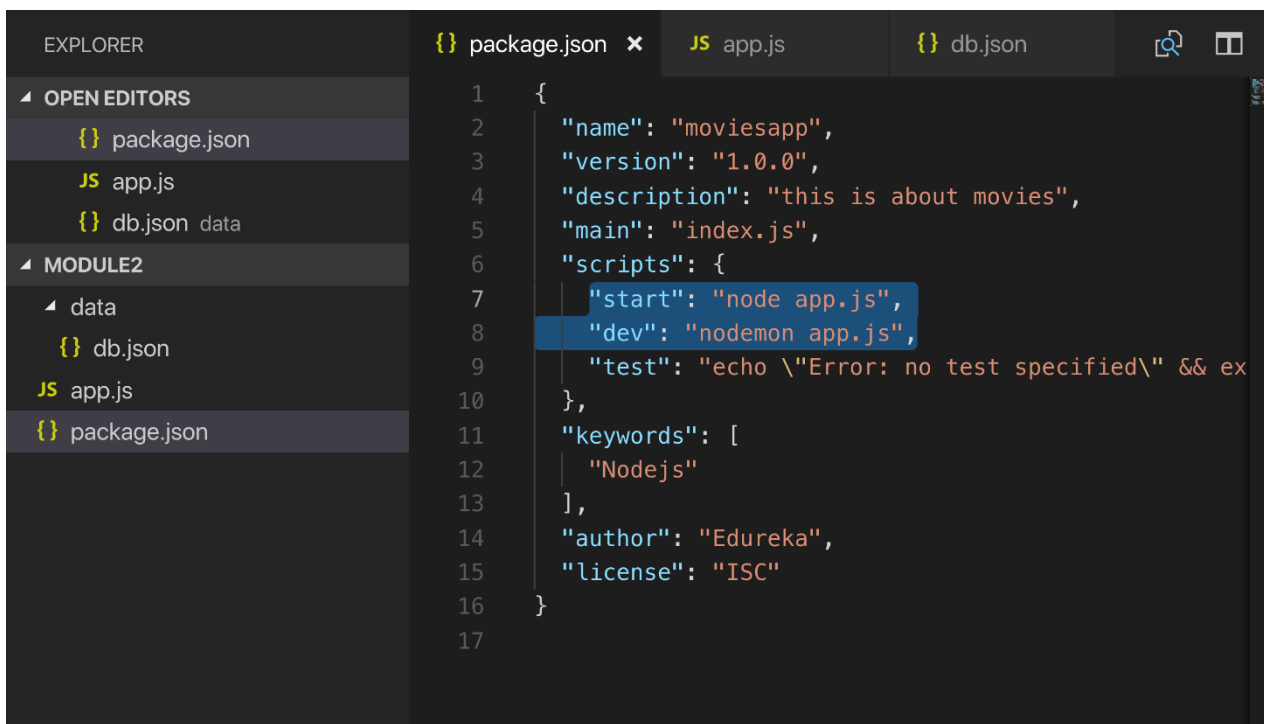 EXPLORER
OPEN EDITORS
{} package.json
JS app.js
{} db.json data
MODULE2
data
{} db.json
JS app.js
{} package.json
{} package.json × JS app.js {} db.json
1 {
2 "name": "moviesapp",
3 "version": "1.0.0",
4 "description": "this is about movies",
5 "main": "index.js",
6 "scripts": {
7 "start": "node app.js",
8 "dev": "nodemon app.js",
9 "test": "echo \"Error: no test specified\" && ex
10 },
11 "keywords": [
12 "Nodejs"
13 ],
14 "author": "Edureka",
15 "license": "ISC"
16 }
17